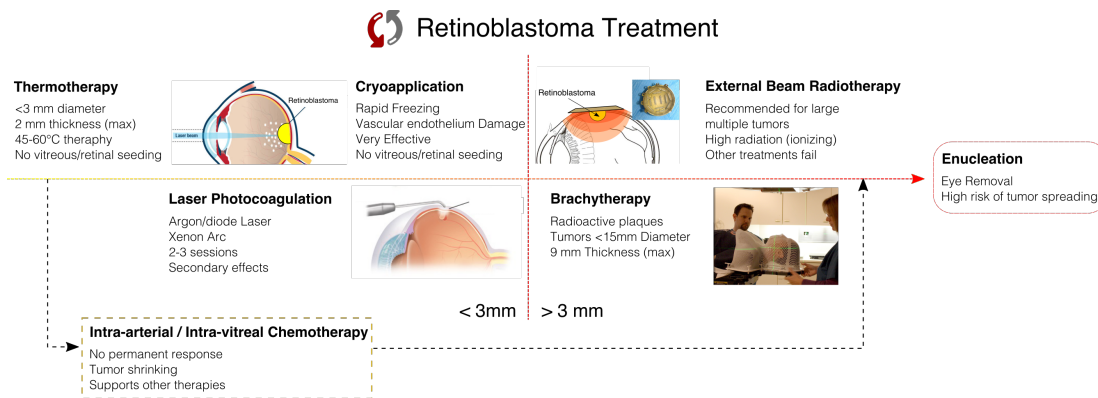 Retinoblastoma Treatment
Thermotherapy
<3 mm diameter
2 mm thickness (max)
45-60°C theraphy
No vitreous/retinal seeding
Retinoblastoma
Laser beam
Cryoapplication
Rapid Freezing
Vascular endothelium Damage
Very Effective
No vitreous/retinal seeding
Retinoblastoma
External Beam Radiotherapy
Recommended for large
multiple tumors
High radiation (ionizing)
Other treatments fail
Enucleation
Eye Removal
High risk of tumor spreading
Laser Photocoagulation
Argon/diode Laser
Xenon Arc
2-3 sessions
Secondary effects
Brachytherapy
Radioactive plaques
Tumors <15mm Diameter
9 mm Thickness (max)
< 3mm
> 3 mm
Intra-arterial / Intra-vitreal Chemotherapy
No permanent response
Tumor shrinking
Supports other therapies